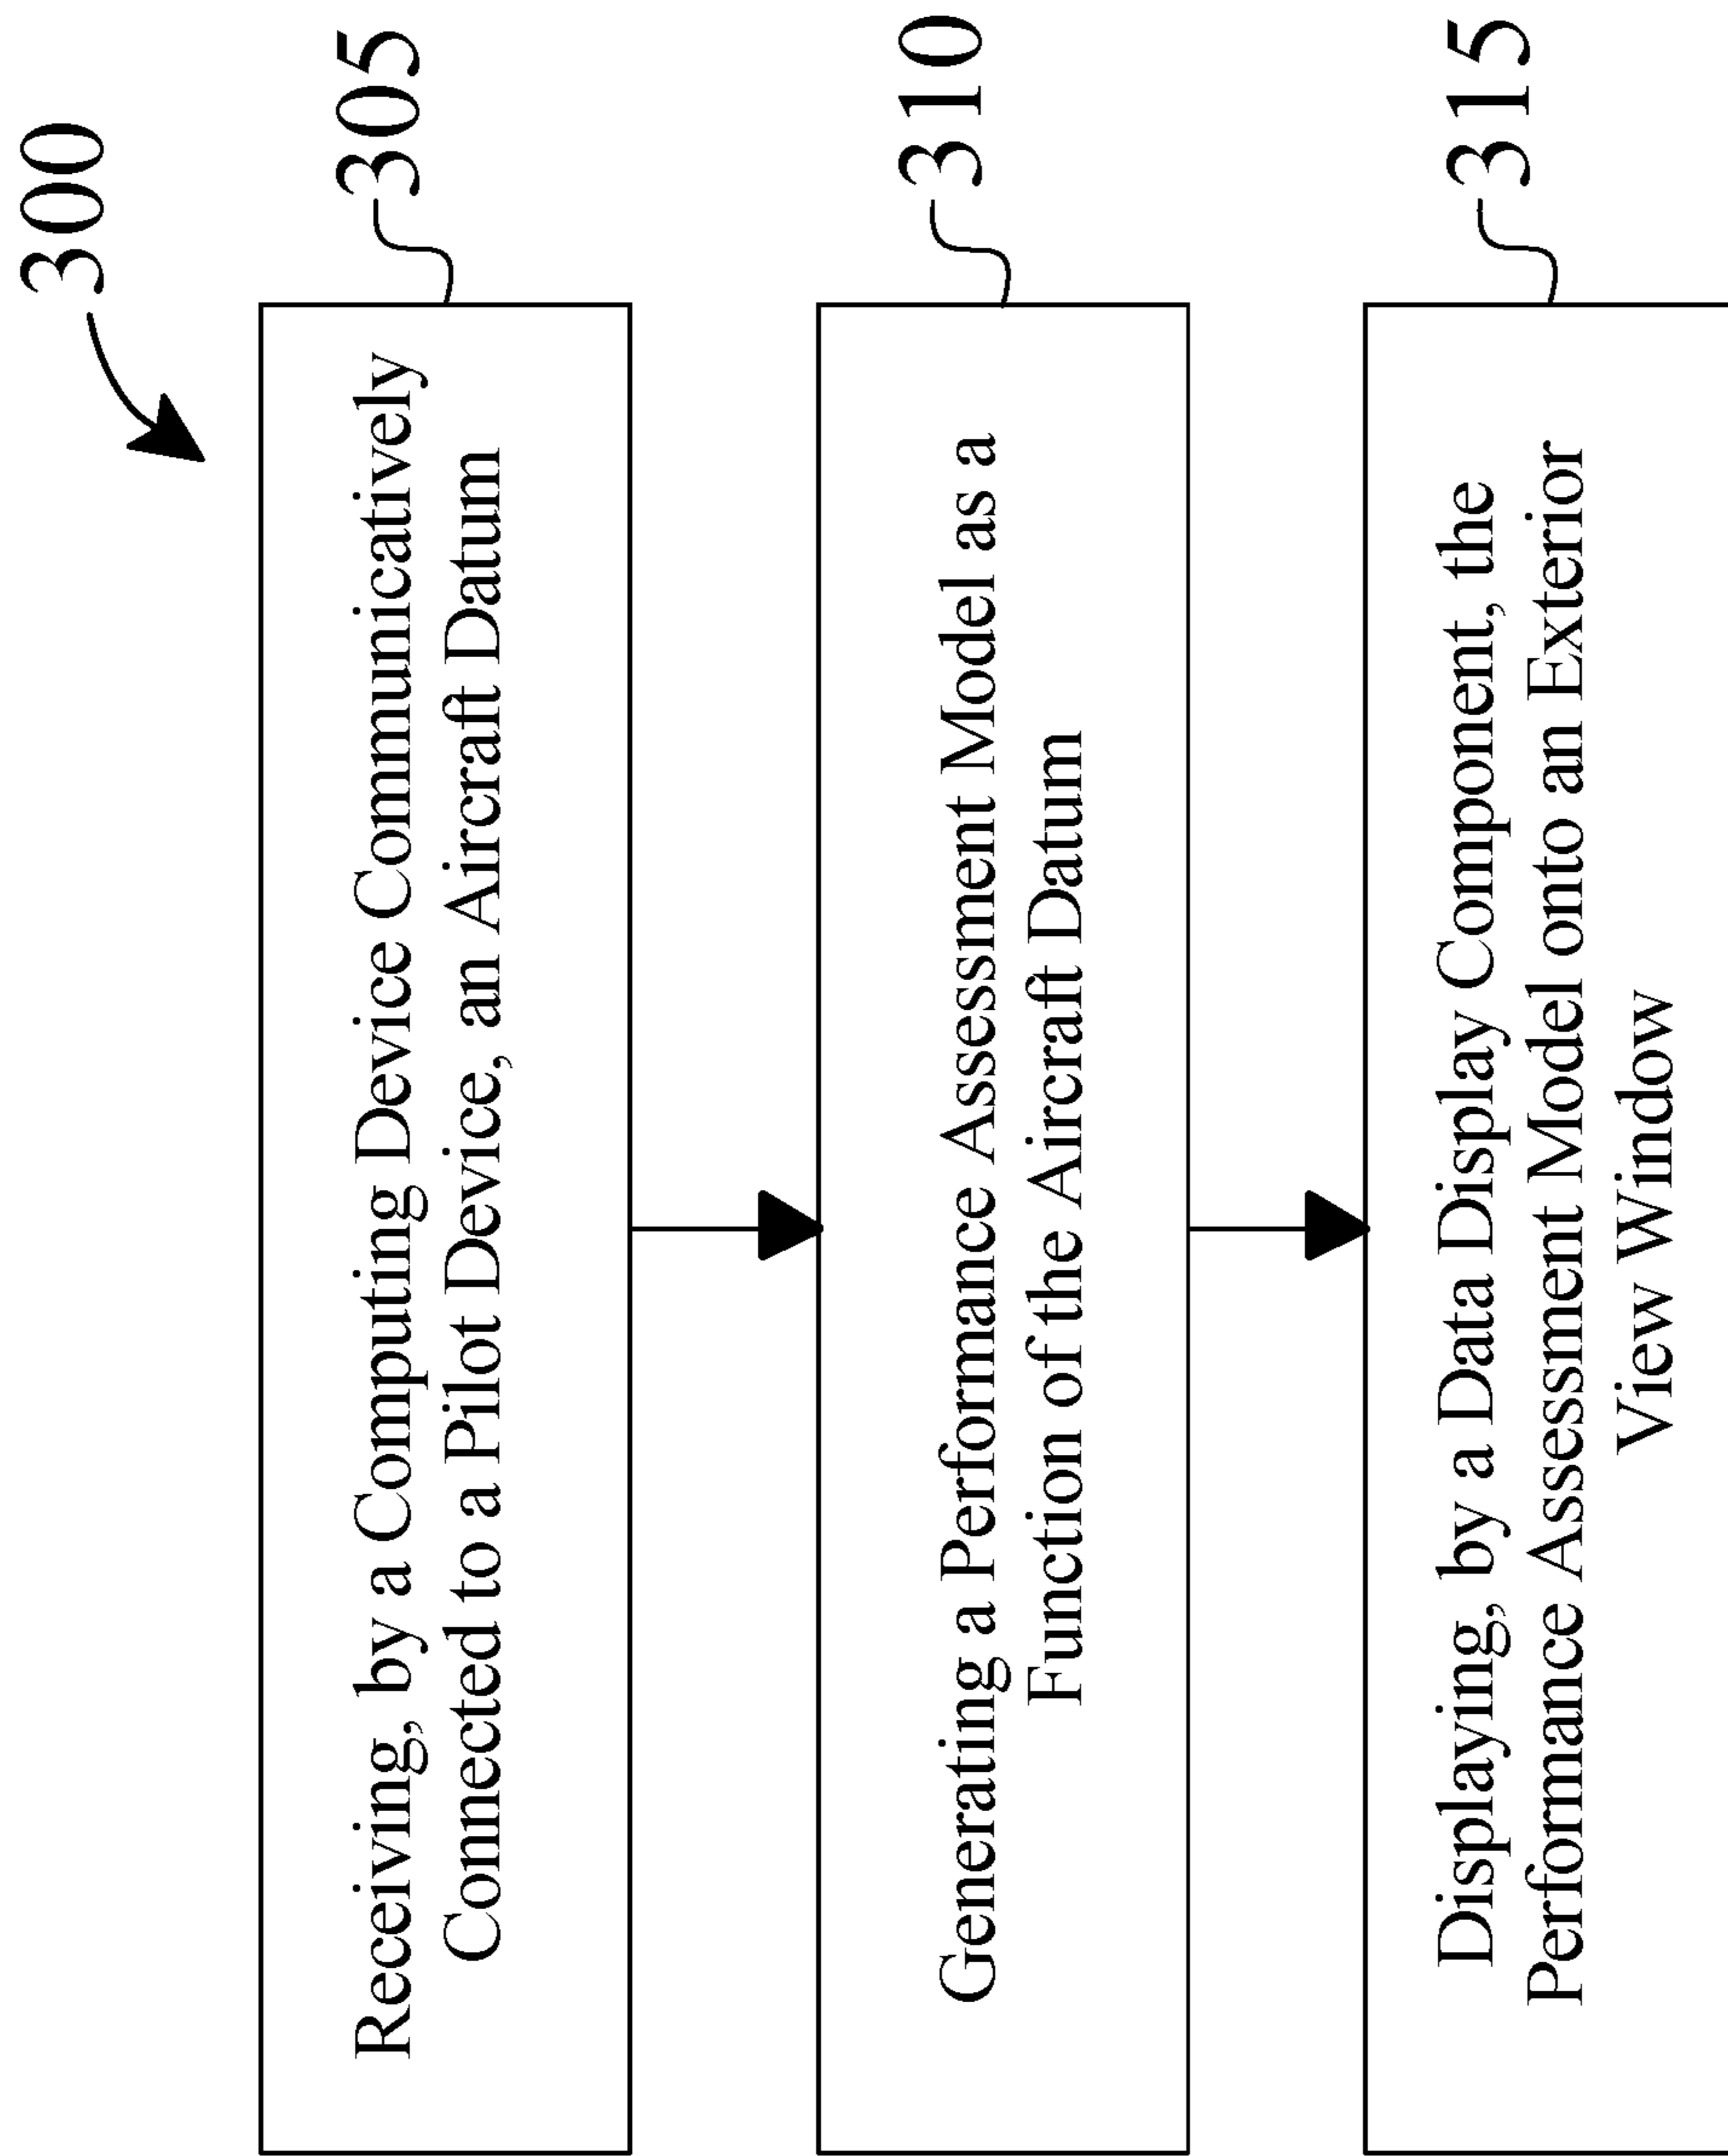 300
Receiving, by a Computing Device Communicatively
Connected to a Pilot Device, an Aircraft Datum
305
Generating a Performance Assessment Model as a
Function of the Aircraft Datum
310
Displaying, by a Data Display Component, the
Performance Assessment Model onto an Exterior
View Window
315